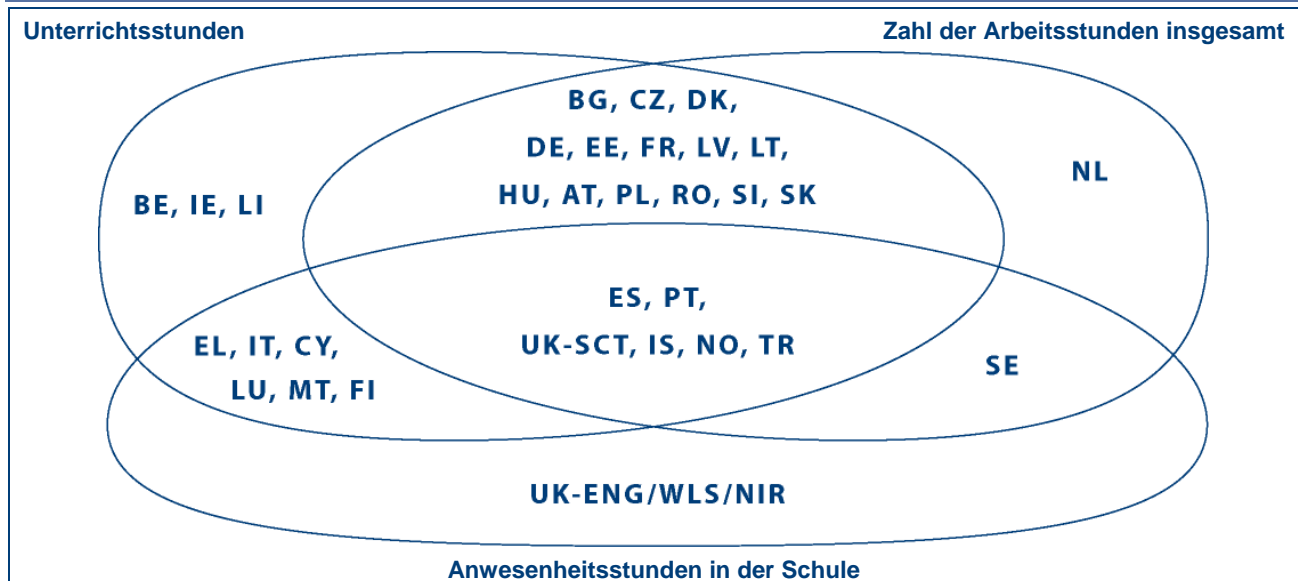 Unterrichtsstunden
Zahl der Arbeitsstunden insgesamt
BG, CZ, DK,
DE, EE, FR, LV, LT,
HU, AT, PL, RO, SI, SK
NL
BE, IE, LI
ES, PT,
UK-SCT, IS, NO, TR
EL, IT, CY,
LU, MT, FI
SE
UK-ENG/WLS/NIR
Anwesenheitsstunden in der Schule